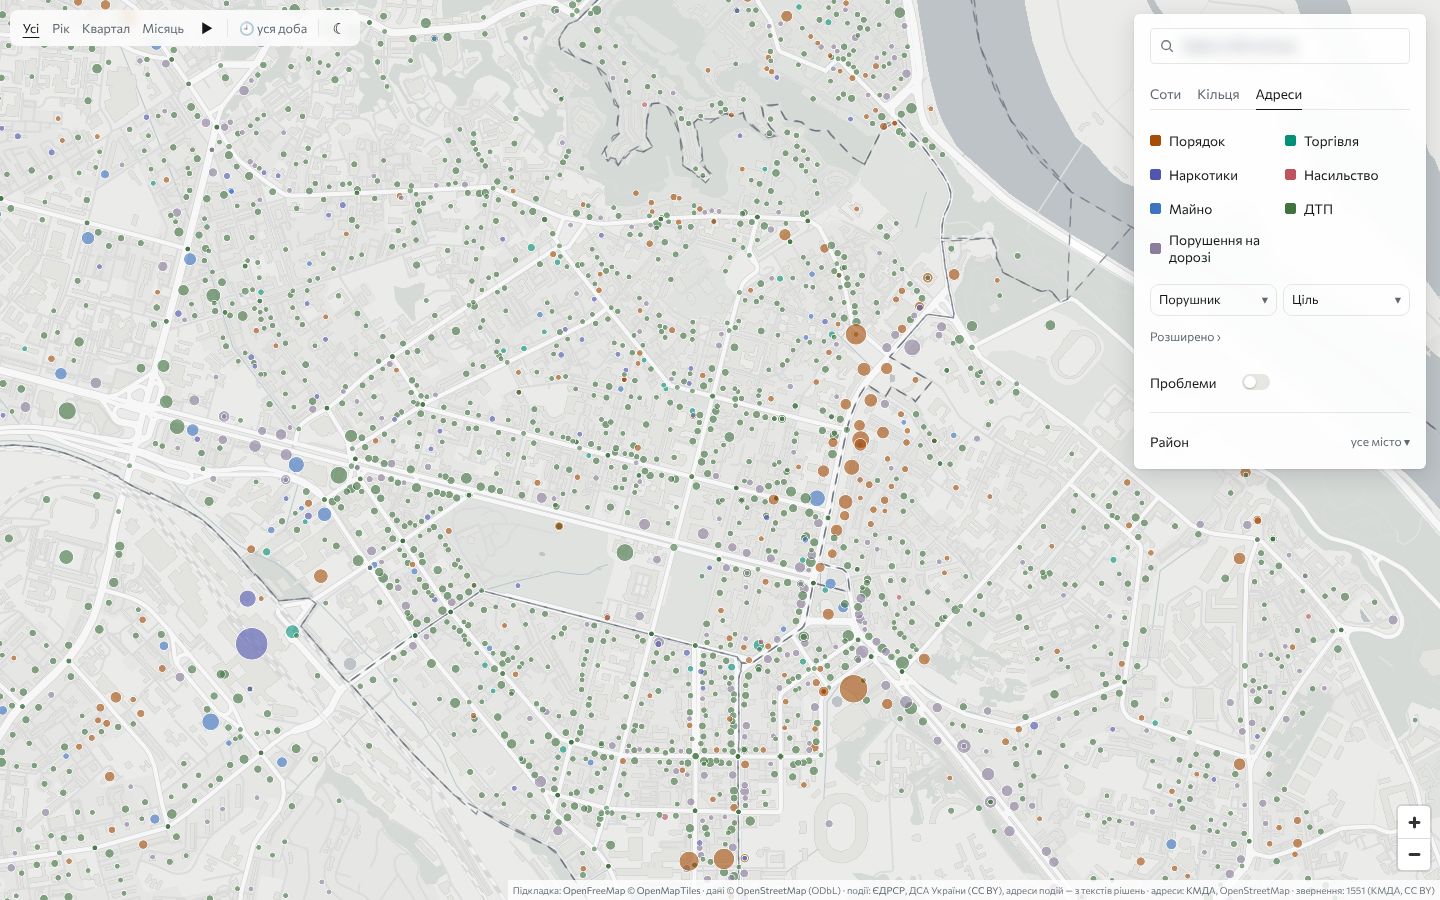 Усі Рік Квартал Місяць ▶ 🕘 уся доба ☾
Соти Кільця Адреси
Порядок Торгівля
Наркотики Насильство
Майно ДТП
Порушення на
дорозі
Порушник ▾ Ціль ▾
Розширено ›
Проблеми
Район усе місто ▾
+
−
Підкладка: OpenFreeMap © OpenMapTiles · дані © OpenStreetMap (ODbL) · події: ЄДРСР, ДСА України (CC BY), адреси подій — з текстів рішень · адреси: КМДА, OpenStreetMap · звернення: 1551 (КМДА, CC BY)